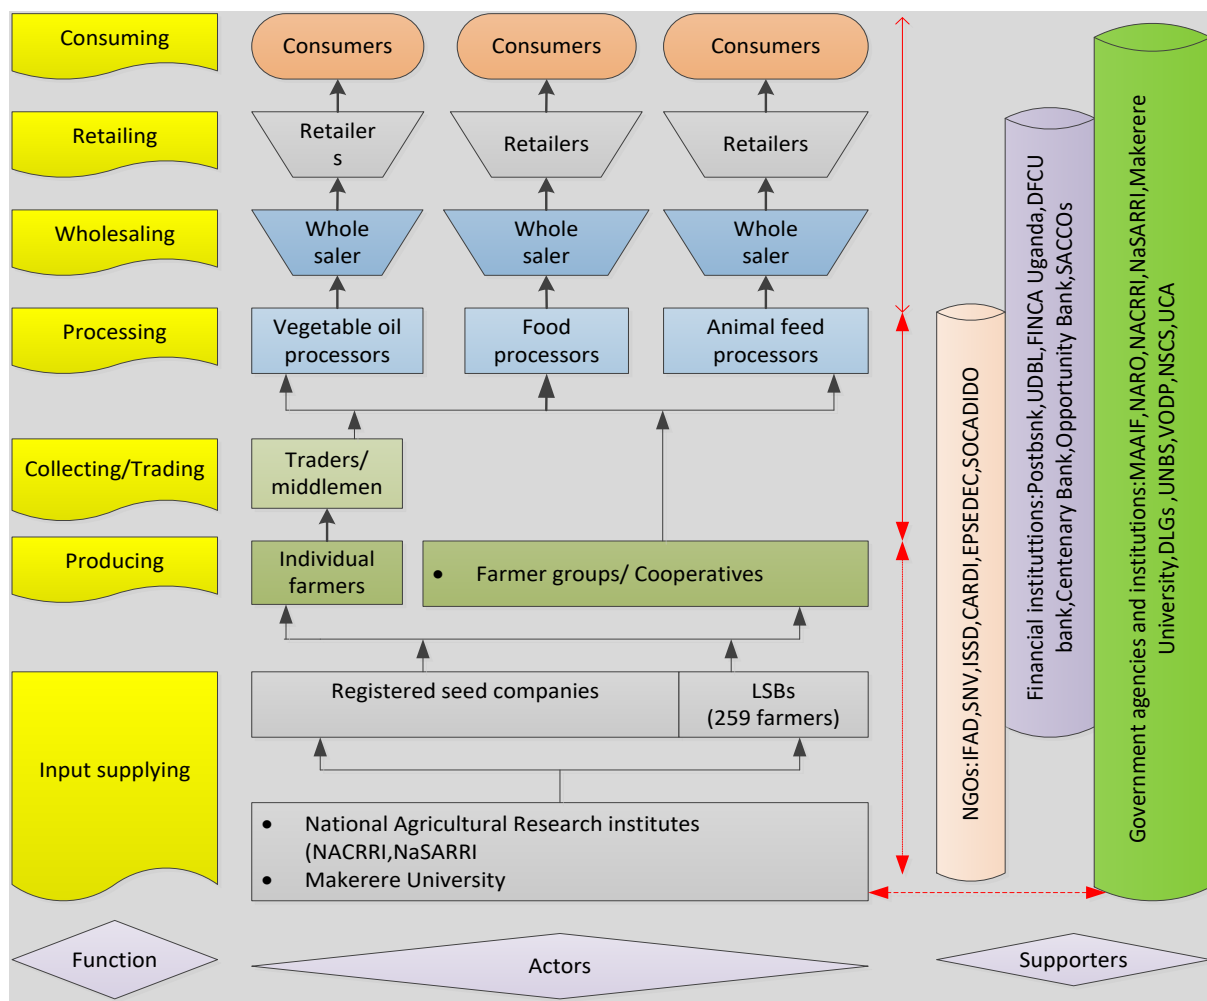 Consuming
Consumers
Consumers
Consumers
Retailing
Retailer
s
Retailers
Retailers
Wholesaling
Whole
saler
Whole
saler
Whole
saler
Processing
Vegetable oil
processors
Food
processors
Animal feed
processors
Collecting/Trading
Traders/
middlemen
Producing
Individual
farmers
• Farmer groups/ Cooperatives
Input supplying
Registered seed companies
LSBs
(259 farmers)
• National Agricultural Research institutes
(NACRRI,NaSARRI
• Makerere University
NGOs:IFAD,SNV,ISSD,CARDI,EPSEDEC,SOCADIDO
Financial instituttions:Postbsnk,UDBL,FINCA Uganda,DFCU
bank,Centenary Bank,Opportunity Bank,SACCOs
Government agencies and institutions:MAAIF,NARO,NACRRI,NaSARRI,Makerere
University,DLGs ,UNBS,VODP,NSCS,UCA
Function
Actors
Supporters